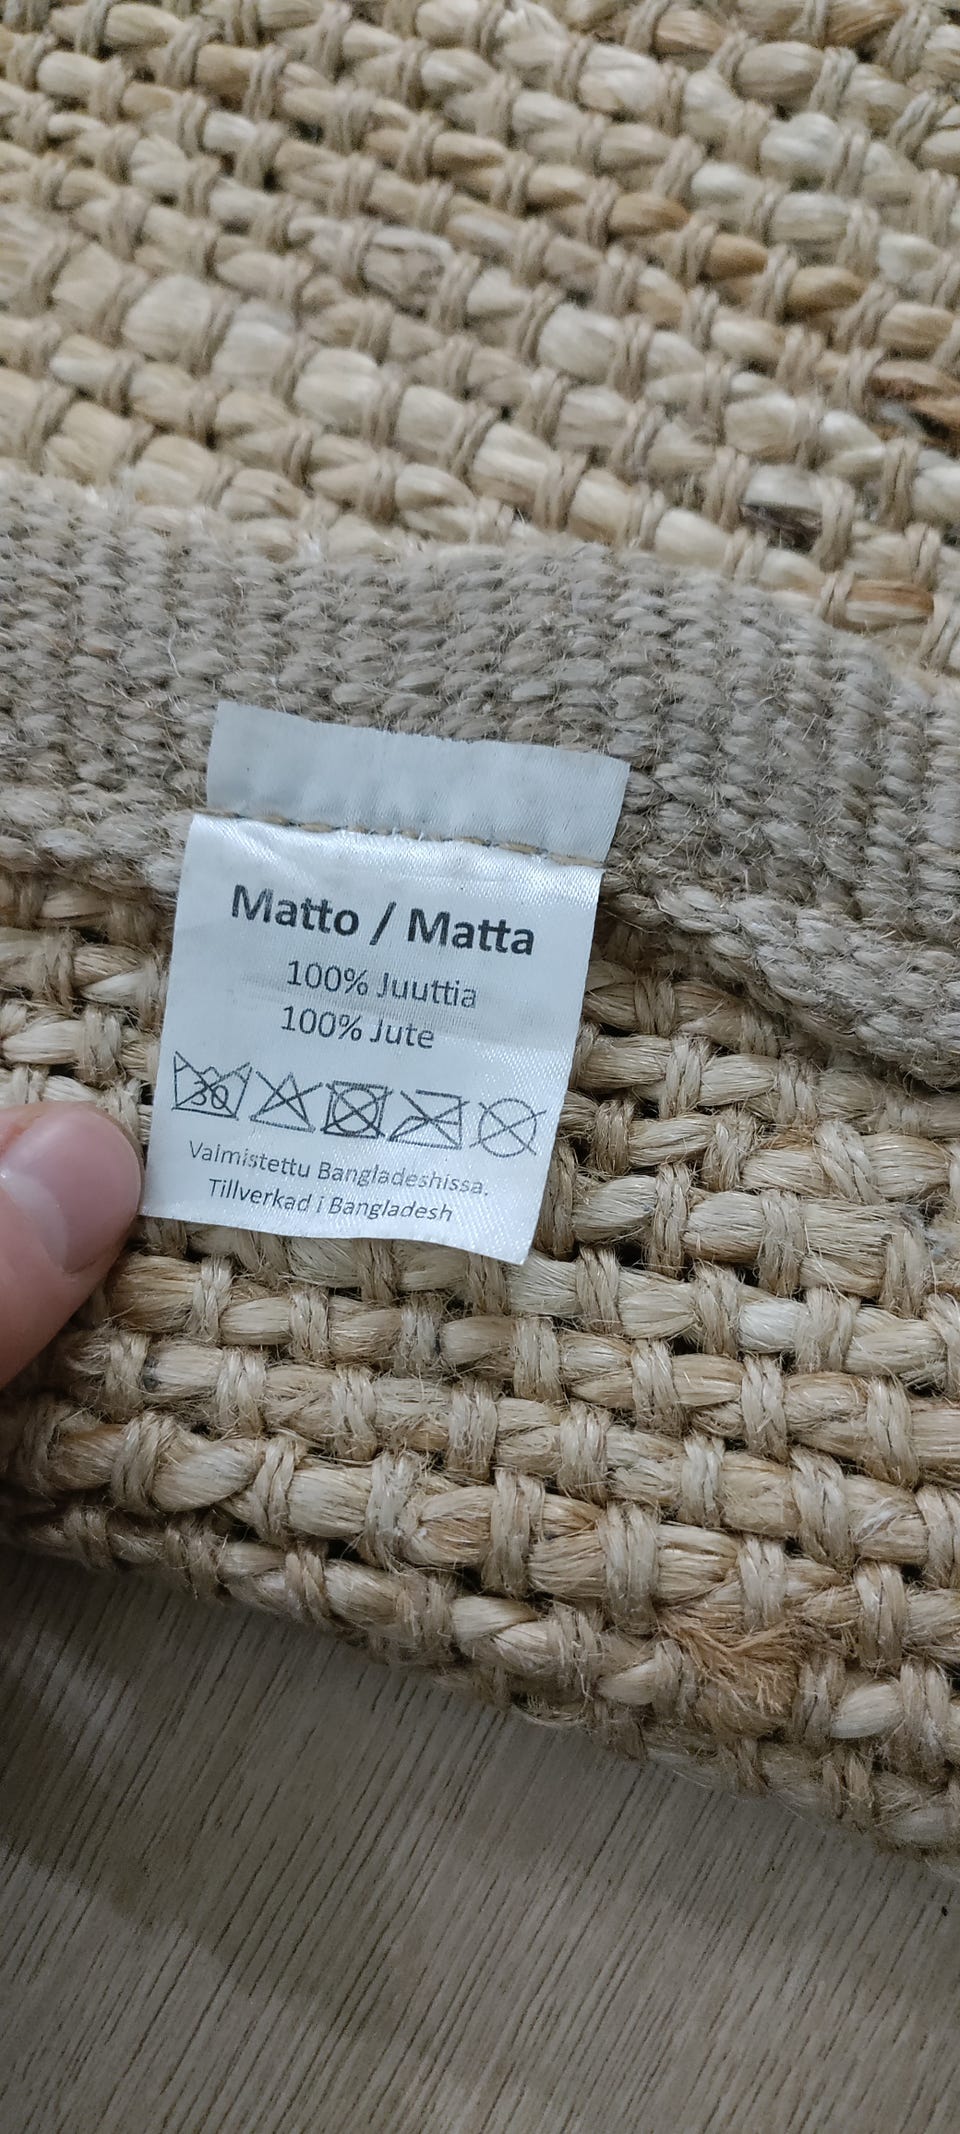 Matto / Matta
100% Juuttia
100% Jute
30
Valmistettu Bangladeshissa.
Tillverkad i Bangladesh